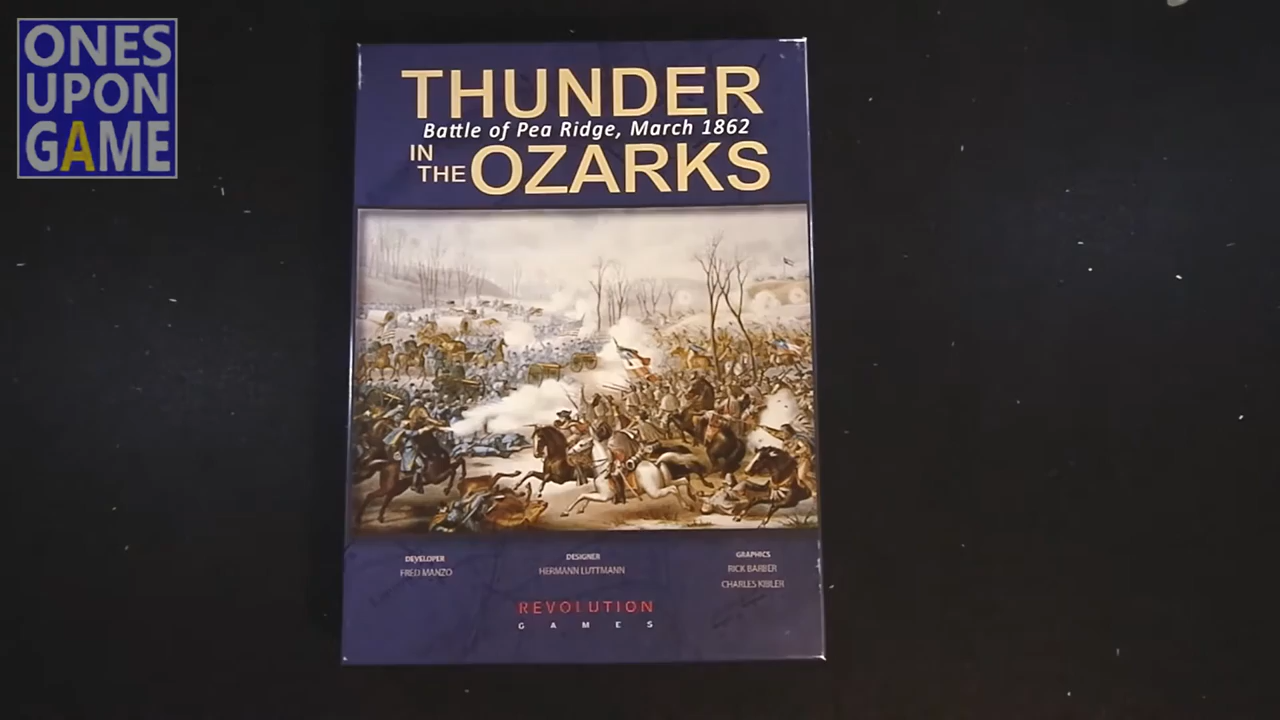 ONES
UPON
GAME
THUNDER
Battle of Pea Ridge, March 1862
IN THE OZARKS
DEVELOPER
FRED MANZO
DESIGNER
HERMANN LUTTMANN
GRAPHICS
RICK BARBER
CHARLES KIBLER
REVOLUTION
GAMES